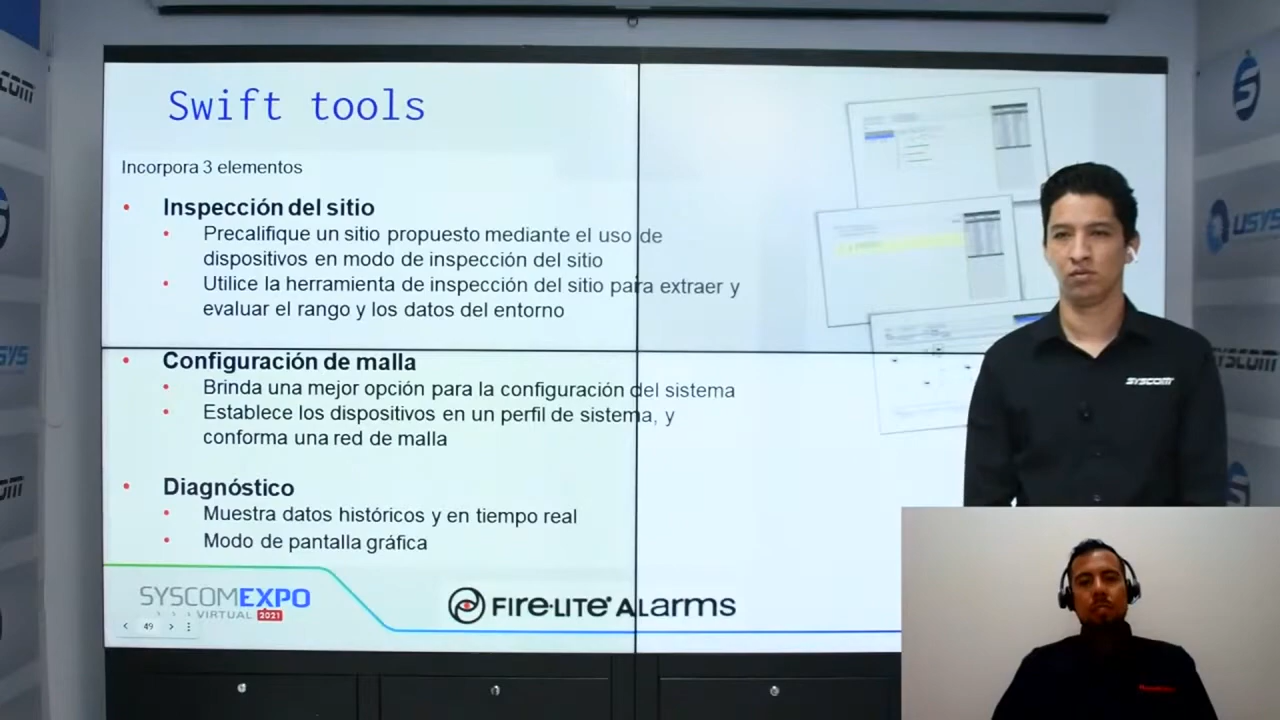 Swift tools
Incorpora 3 elementos
• Inspección del sitio
• Precalifique un sitio propuesto mediante el uso de
dispositivos en modo de inspección del sitio
• Utilice la herramienta de inspección del sitio para extraer y
evaluar el rango y los datos del entorno
• Configuración de malla
• Brinda una mejor opción para la configuración del sistema
• Establece los dispositivos en un perfil de sistema, y
conforma una red de malla
• Diagnóstico
• Muestra datos históricos y en tiempo real
• Modo de pantalla gráfica
SYSCOMEXPO
VIRTUAL 2021
49
FIRE-LITE ALARMS
SYSCOM
USYS
SYSCOM